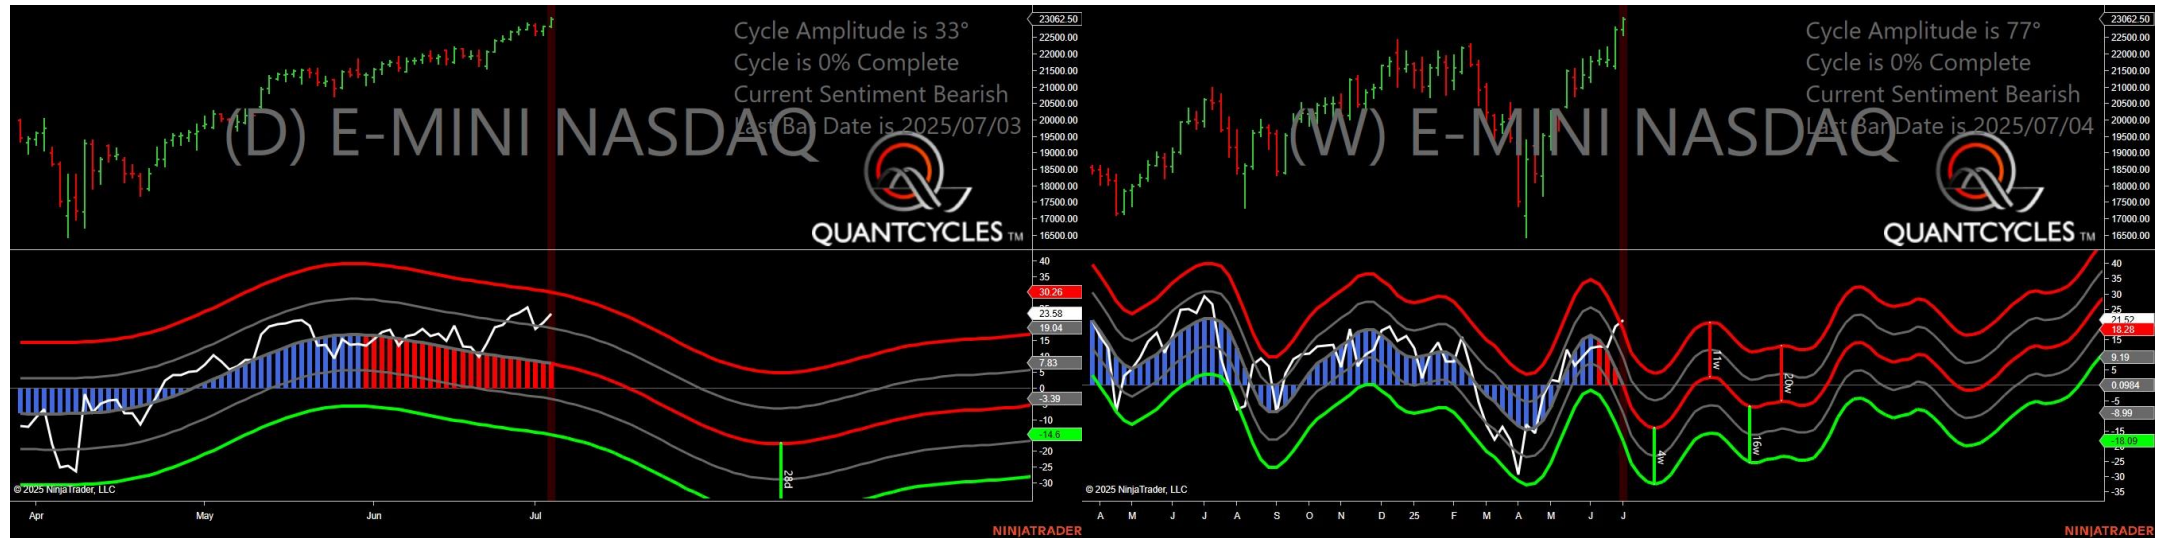 Cycle Amplitude is 33°
Cycle is 0% Complete
Current Sentiment Bearish
Last Bar Date is 2025/07/03
(D) E-MINI NASDAQ
QUANTCYCLES TM
23062.50
22500.00
22000.00
21500.00
21000.00
20500.00
20000.00
19500.00
19000.00
18500.00
18000.00
17500.00
17000.00
16500.00
40
35
30.26
23.58
19.04
15
10
7.83
5
0
-3.39
-10
-14.6
-20
-25
-30
28d
© 2025 NinjaTrader, LLC
Apr May Jun Jul
NINJATRADER
Cycle Amplitude is 77°
Cycle is 0% Complete
Current Sentiment Bearish
Last Bar Date is 2025/07/04
(W) E-MINI NASDAQ
QUANTCYCLES TM
23062.50
22500.00
22000.00
21500.00
21000.00
20500.00
20000.00
19500.00
19000.00
18500.00
18000.00
17500.00
17000.00
16500.00
40
35
30
25
21.52
18.28
15
9.19
5
0.0984
-5
-8.99
-15
-18.09
-25
-30
-35
4w
11w
16w
20w
© 2025 NinjaTrader, LLC
A M J J A S O N D 25 F M A M J J
NINJATRADER